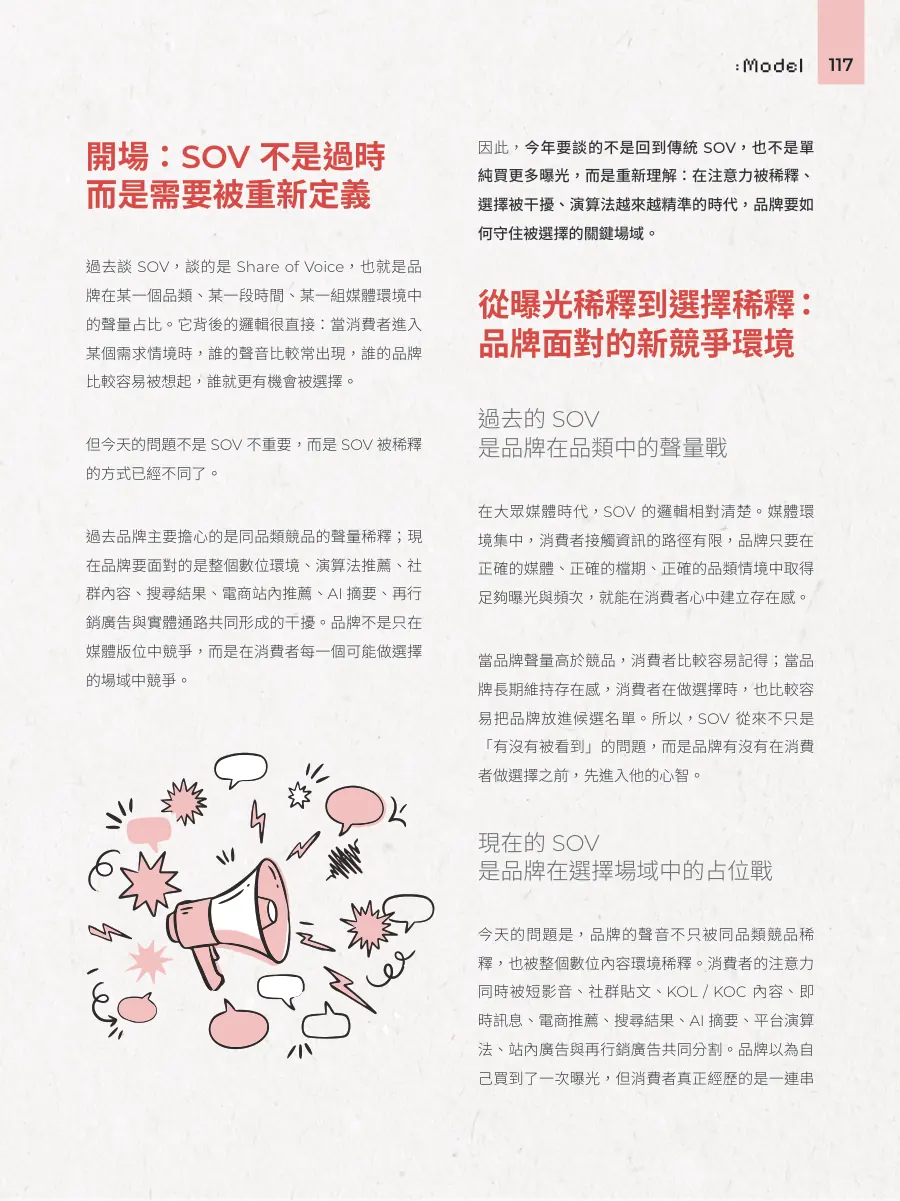 :Model
117
開場：SOV 不是過時
而是需要被重新定義
過去談 SOV，談的是 Share of Voice，也就是品
牌在某一個品類、某一段時間、某一組媒體環境中
的聲量占比。它背後的邏輯很直接：當消費者進入
某個需求情境時，誰的聲音比較常出現，誰的品牌
比較容易被想起，誰就更有機會被選擇。
但今天的問題不是 SOV 不重要，而是 SOV 被稀釋
的方式已經不同了。
過去品牌主要擔心的是同品類競品的聲量稀釋；現
在品牌要面對的是整個數位環境、演算法推薦、社
群內容、搜尋結果、電商站內推薦、AI 摘要、再行
銷廣告與實體通路共同形成的干擾。品牌不是只在
媒體版位中競爭，而是在消費者每一個可能做選擇
的場域中競爭。
因此，今年要談的不是回到傳統 SOV，也不是單
純買更多曝光，而是重新理解：在注意力被稀釋、
選擇被干擾、演算法越來越精準的時代，品牌要如
何守住被選擇的關鍵場域。
從曝光稀釋到選擇稀釋：
品牌面對的新競爭環境
過去的 SOV
是品牌在品類中的聲量戰
在大眾媒體時代，SOV 的邏輯相對清楚。媒體環
境集中，消費者接觸資訊的路徑有限，品牌只要在
正確的媒體、正確的檔期、正確的品類情境中取得
足夠曝光與頻次，就能在消費者心中建立存在感。
當品牌聲量高於競品，消費者比較容易記得；當品
牌長期維持存在感，消費者在做選擇時，也比較容
易把品牌放進候選名單。所以，SOV 從來不只是
「有沒有被看到」的問題，而是品牌有沒有在消費
者做選擇之前，先進入他的心智。
現在的 SOV
是品牌在選擇場域中的占位戰
今天的問題是，品牌的聲音不只被同品類競品稀
釋，也被整個數位內容環境稀釋。消費者的注意力
同時被短影音、社群貼文、KOL / KOC 內容、即
時訊息、電商推薦、搜尋結果、AI 摘要、平台演算
法、站內廣告與再行銷廣告共同分割。品牌以為自
己買到了一次曝光，但消費者真正經歷的是一連串